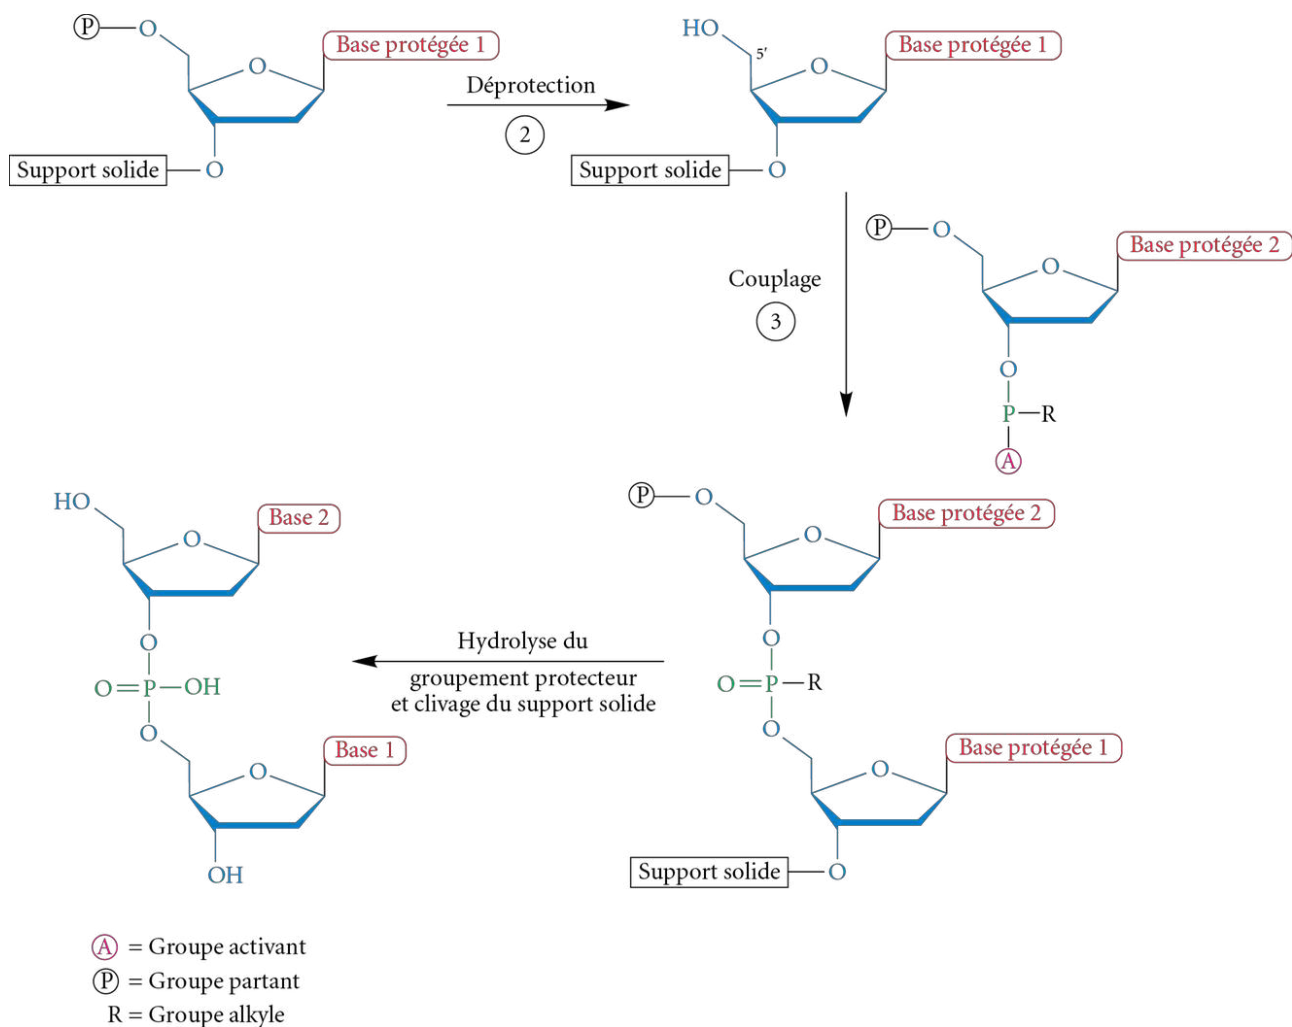 P
O
Base protégée 1
O
Support solide
O
Déprotection
2
HO
5′
Base protégée 1
O
Support solide
O
Couplage
3
P
O
Base protégée 2
O
O
P
R
A
P
O
Base protégée 2
O
O
O=P–R
O
Base protégée 1
O
Support solide
O
Hydrolyse du
groupement protecteur
et clivage du support solide
HO
Base 2
O
O
O=P–OH
O
Base 1
O
OH
A = Groupe activant
P = Groupe partant
R = Groupe alkyle